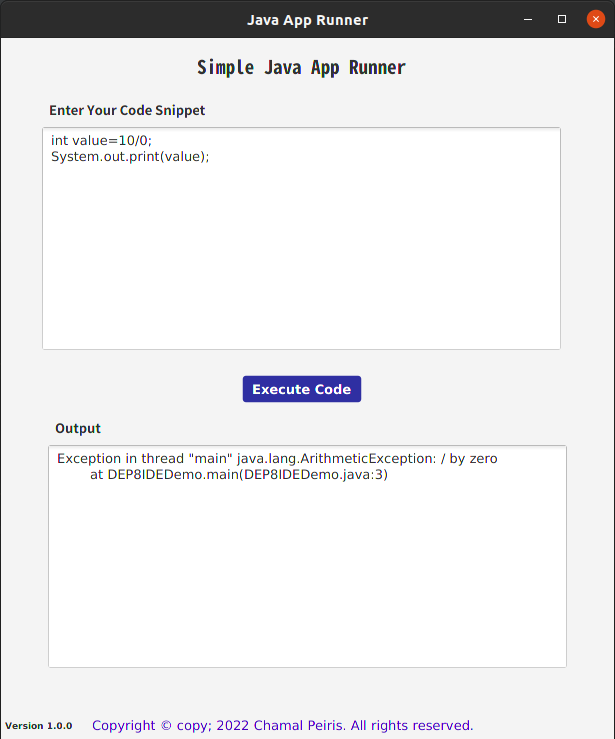 Java App Runner
Simple Java App Runner
Enter Your Code Snippet
int value=10/0;
System.out.print(value);
Execute Code
Output
Exception in thread "main" java.lang.ArithmeticException: / by zero
at DEP8IDEDemo.main(DEP8IDEDemo.java:3)
Version 1.0.0 Copyright © copy; 2022 Chamal Peiris. All rights reserved.